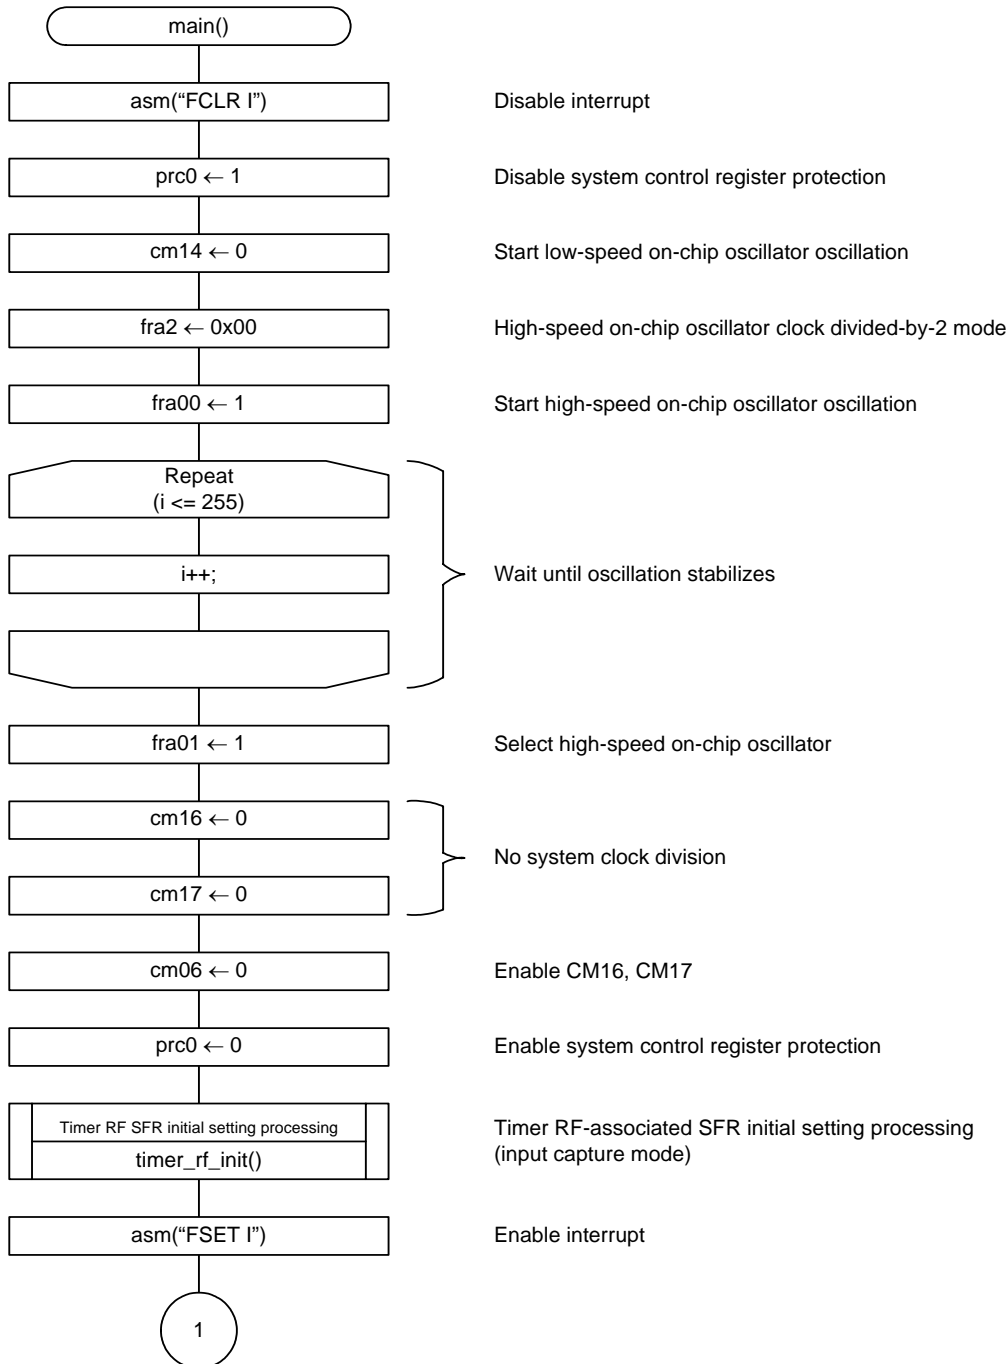 main()
asm(“FCLR I”)
Disable interrupt
prc0 ← 1
Disable system control register protection
cm14 ← 0
Start low-speed on-chip oscillator oscillation
fra2 ← 0x00
High-speed on-chip oscillator clock divided-by-2 mode
fra00 ← 1
Start high-speed on-chip oscillator oscillation
Repeat
(i <= 255)
i++;
Wait until oscillation stabilizes
fra01 ← 1
Select high-speed on-chip oscillator
cm16 ← 0
No system clock division
cm17 ← 0
cm06 ← 0
Enable CM16, CM17
prc0 ← 0
Enable system control register protection
Timer RF SFR initial setting processing
timer_rf_init()
Timer RF-associated SFR initial setting processing
(input capture mode)
asm(“FSET I”)
Enable interrupt
1